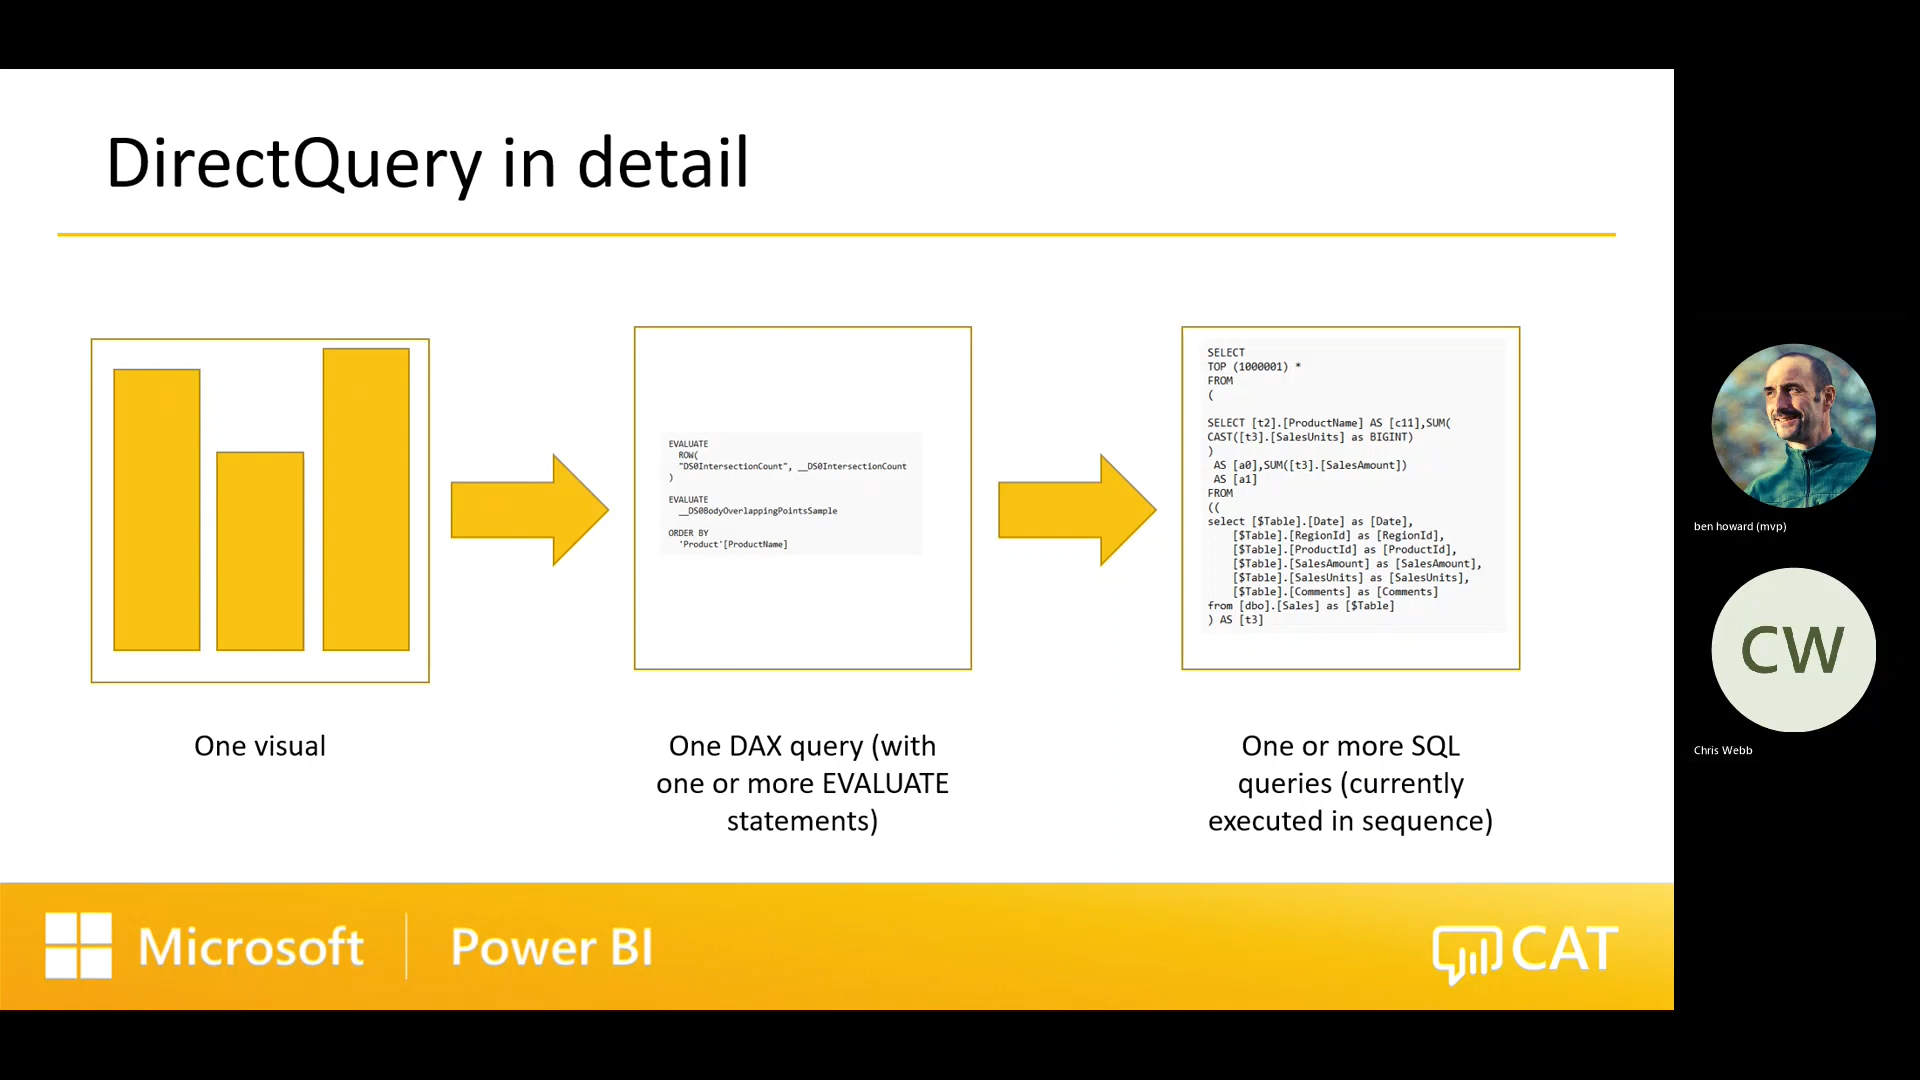 DirectQuery in detail
EVALUATE
ROW(
"DS0IntersectionCount", __DS0IntersectionCount
)
EVALUATE
__DS0BodyOverlappingPointsSample
ORDER BY
'Product'[ProductName]
SELECT
TOP (1000001) *
FROM
(
SELECT [t2].[ProductName] AS [c11],SUM(
CAST([t3].[SalesUnits] as BIGINT)
)
AS [a0],SUM([t3].[SalesAmount])
AS [a1]
FROM
((
select [$Table].[Date] as [Date],
[$Table].[RegionId] as [RegionId],
[$Table].[ProductId] as [ProductId],
[$Table].[SalesAmount] as [SalesAmount],
[$Table].[SalesUnits] as [SalesUnits],
[$Table].[Comments] as [Comments]
from [dbo].[Sales] as [$Table]
) AS [t3]
One visual
One DAX query (with
one or more EVALUATE
statements)
One or more SQL
queries (currently
executed in sequence)
Microsoft
Power BI
CAT
ben howard (mvp)
CW
Chris Webb